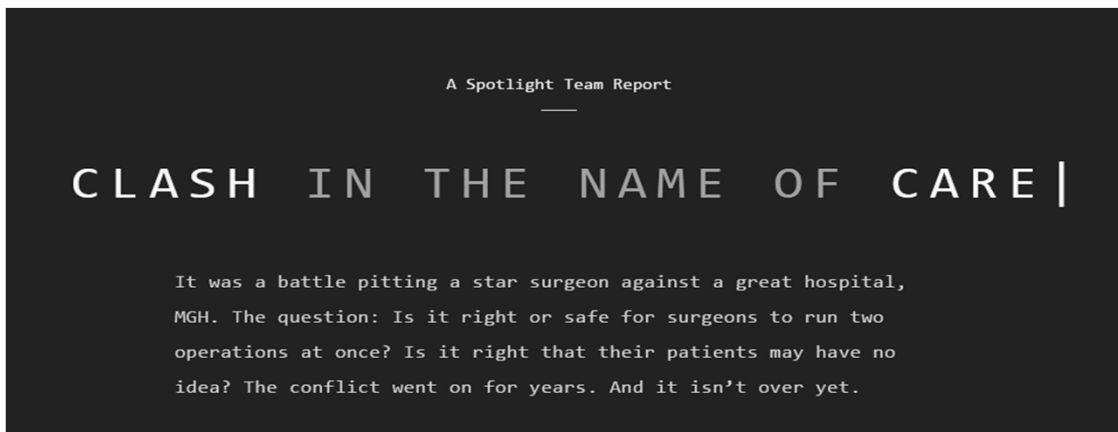 A Spotlight Team Report
CLASH IN THE NAME OF CARE|
It was a battle pitting a star surgeon against a great hospital,
MGH. The question: Is it right or safe for surgeons to run two
operations at once? Is it right that their patients may have no
idea? The conflict went on for years. And it isn’t over yet.